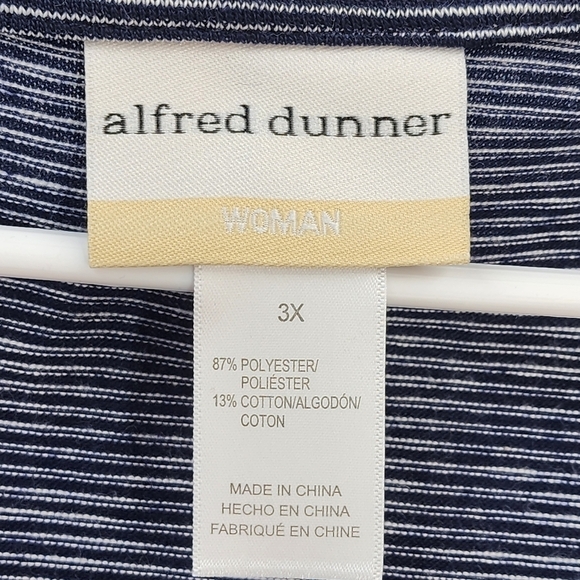 alfred dunner
WOMAN
3X
87% POLYESTER/
POLIÉSTER
13% COTTON/ALGODÓN/
COTON
MADE IN CHINA
HECHO EN CHINA
FABRIQUÉ EN CHINE